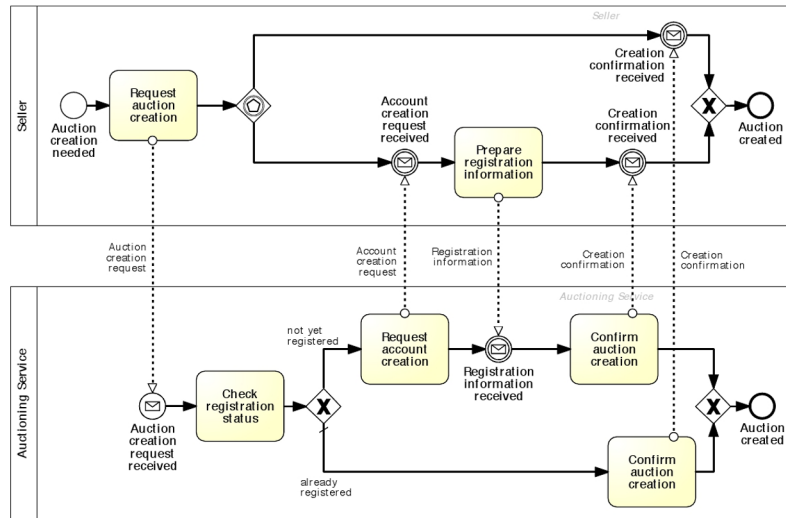 Seller
Seller
Request
auction
creation
Auction
creation
needed
Account
creation
request
received
Prepare
registration
information
Creation
confirmation
received
Creation
confirmation
received
X
Auction
created
Auction
creation
request
Account
creation
request
Registration
information
Creation
confirmation
Creation
confirmation
Auctioning Service
Auctioning Service
Auction
creation
request
received
Check
registration
status
X
not yet
registered
already
registered
Request
account
creation
Registration
information
received
Confirm
auction
creation
Confirm
auction
creation
X
Auction
created